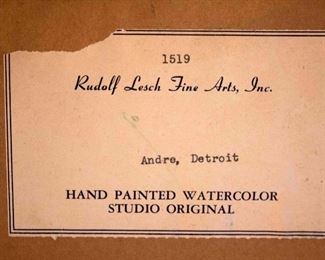 1519
Rudolf Lesch Fine Arts, Inc.
Andre, Detroit
HAND PAINTED WATERCOLOR
STUDIO ORIGINAL